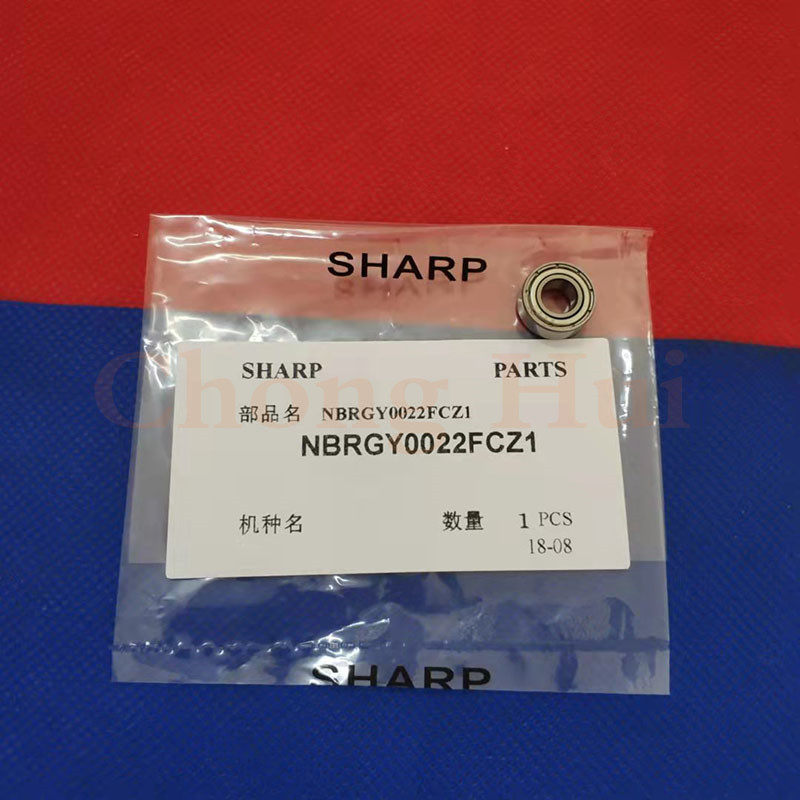 SHARP
SHARP PARTS
部品名 NBRGY0022FCZ1
NBRGY0022FCZ1
机种名 数量 1 PCS
18-08
SHARP
Chong Hui